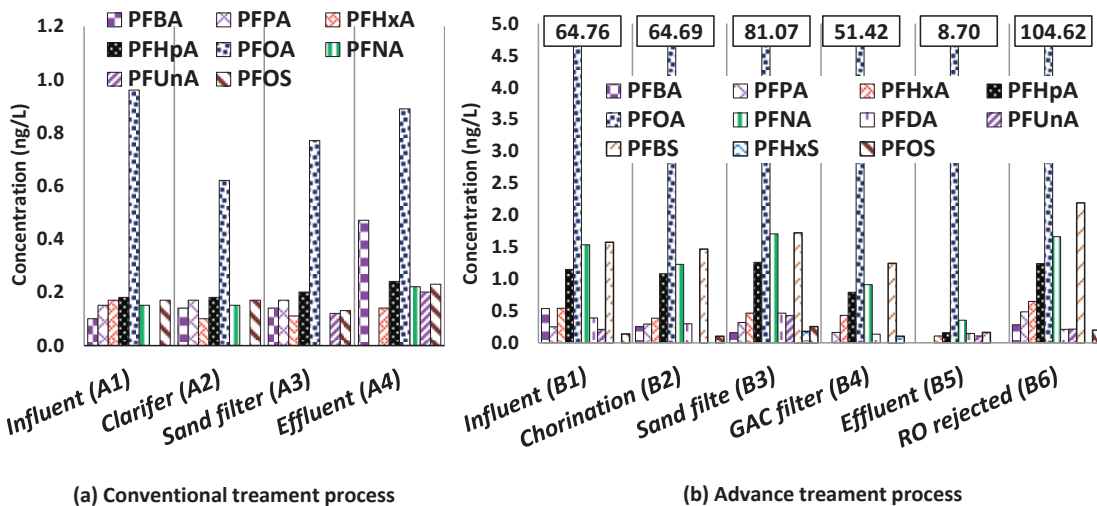 Concentration (ng/L)
1.2
1.0
0.8
0.6
0.4
0.2
0.0
PFBA PFPA PFHxA
PFHpA PFOA PFNA
PFUnA PFOS
Influent (A1)
Clarifer (A2)
Sand filter (A3)
Effluent (A4)
(a) Conventional treament process
Concentration (ng/L)
5.0
4.5
4.0
3.5
3.0
2.5
2.0
1.5
1.0
0.5
0.0
64.76 64.69 81.07 51.42 8.70 104.62
PFBA PFPA PFHxA PFHpA
PFOA PFNA PFDA PFUnA
PFBS PFHxS PFOS
Influent (B1)
Chorination (B2)
Sand filte (B3)
GAC filter (B4)
Effluent (B5)
RO rejected (B6)
(b) Advance treament process